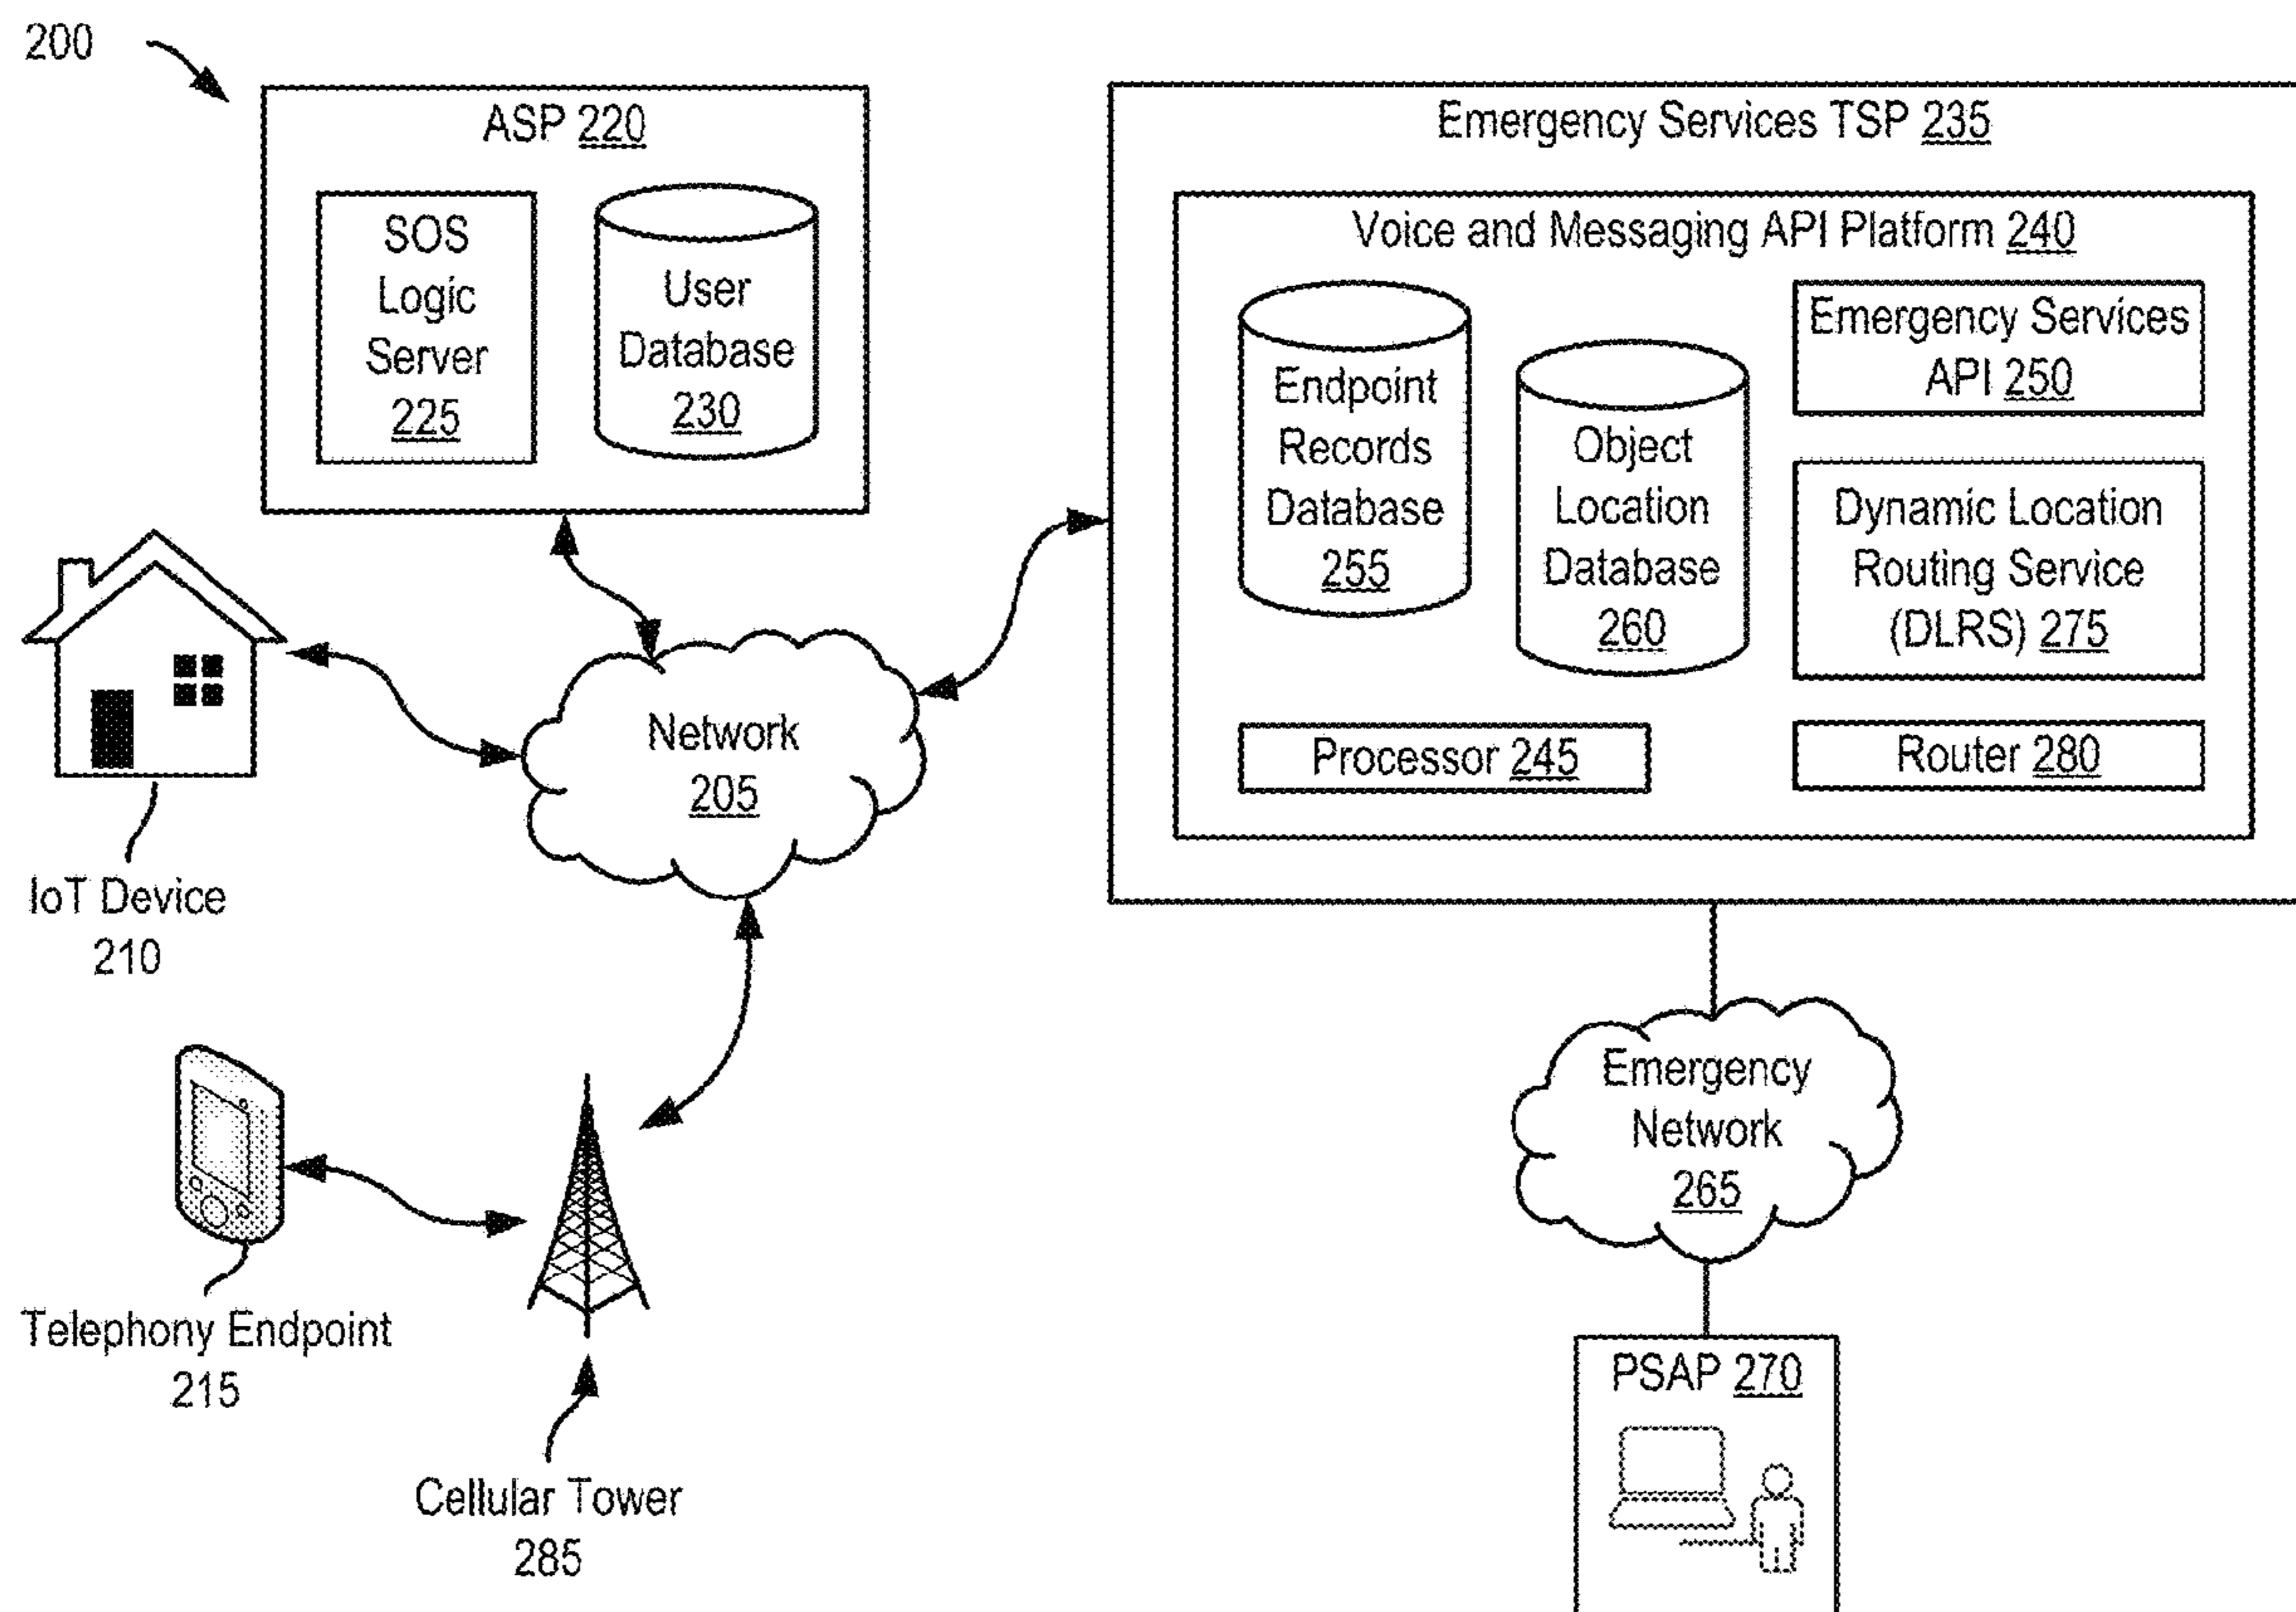 200
ASP 220
SOS
Logic
Server
225
User
Database
230
Emergency Services TSP 235
Voice and Messaging API Platform 240
Endpoint
Records
Database
255
Object
Location
Database
260
Emergency Services
API 250
Dynamic Location
Routing Service
(DLRS) 275
Processor 245
Router 280
Network
205
IoT Device
210
Telephony Endpoint
215
Cellular Tower
285
Emergency
Network
265
PSAP 270